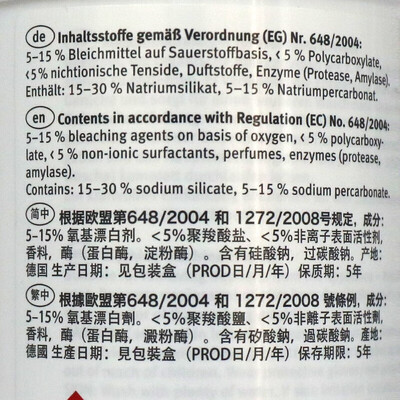 de Inhaltsstoffe gemäß Verordnung (EG) Nr. 648/2004:
5–15 % Bleichmittel auf Sauerstoffbasis, < 5 % Polycarboxylate,
<5 % nichtionische Tenside, Duftstoffe, Enzyme (Protease, Amylase).
Enthält: 15–30 % Natriumsilikat, 5–15 % Natriumpercarbonat.
en Contents in accordance with Regulation (EC) No. 648/2004:
5–15 % bleaching agents on basis of oxygen, < 5 % polycarboxy-
late, < 5 % non-ionic surfactants, perfumes, enzymes (protease,
amylase).
Contains: 15–30 % sodium silicate, 5–15 % sodium percarbonate.
简中 根据欧盟第648/2004 和 1272/2008号规定，成分：
5–15% 氧基漂白剂。<5%聚羧酸盐、<5%非离子表面活性剂,
香料，酶（蛋白酶，淀粉酶）。含有硅酸钠，过碳酸钠。产地：
德国 生产日期：见包装盒（PROD日/月/年）保质期：5年
繁中 根據歐盟第648/2004 和 1272/2008 號條例，成分：
5–15% 氧基漂白劑。<5%聚羧酸鹽、<5%非離子表面活性劑，
香料，酶（蛋白酶，澱粉酶）。含有矽酸鈉，過碳酸鈉。產地：
德國 生產日期：見包裝盒（PROD日/月/年）保存期限：5年